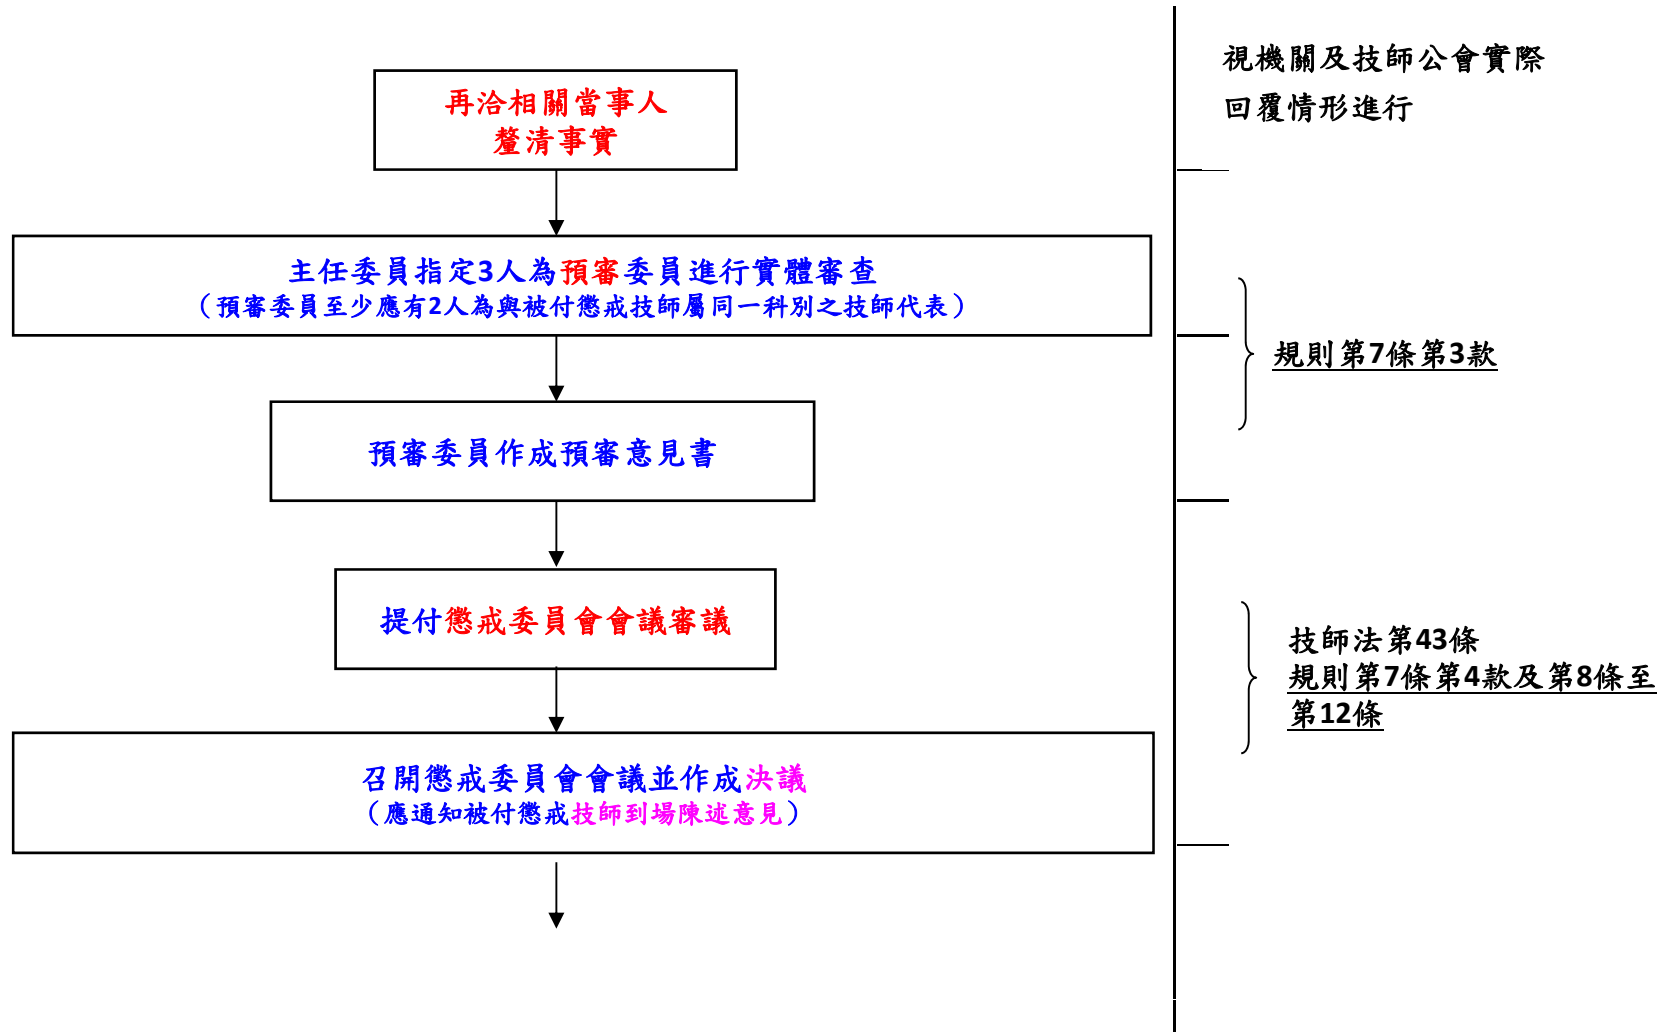 再洽相關當事人
釐清事實
視機關及技師公會實際
回覆情形進行
主任委員指定3人為預審委員進行實體審查
（預審委員至少應有2人為與被付懲戒技師屬同一科別之技師代表）
規則第7條第3款
預審委員作成預審意見書
提付懲戒委員會會議審議
技師法第43條
規則第7條第4款及第8條至
第12條
召開懲戒委員會會議並作成決議
（應通知被付懲戒技師到場陳述意見）